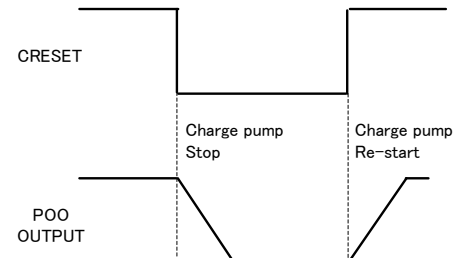 CRESET
Charge pump
Stop
Charge pump
Re-start
POO
OUTPUT